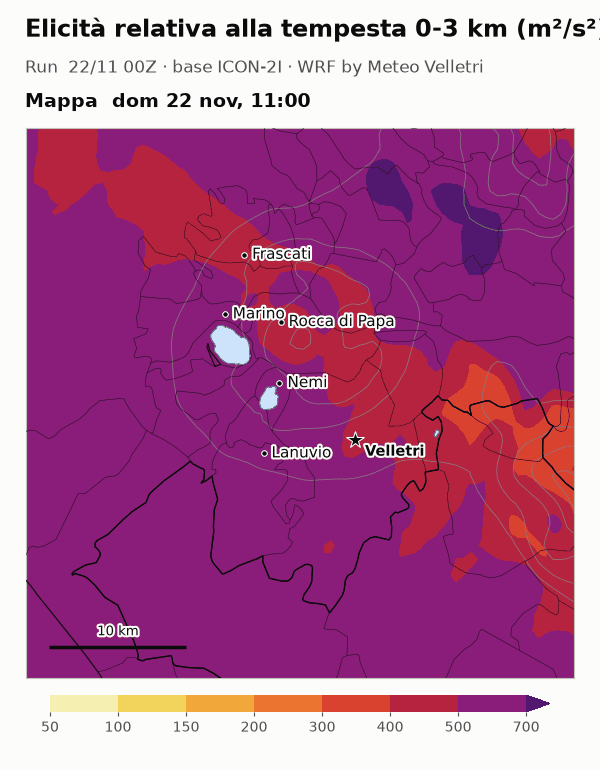 Elicità relativa alla tempesta 0-3 km (m²/s²)
Run  22/11 00Z · base ICON-2I · WRF by Meteo Velletri
Mappa  dom 22 nov, 11:00
Frascati
Marino
Rocca di Papa
Nemi
Velletri
Lanuvio
10 km
50 100 150 200 300 400 500 700